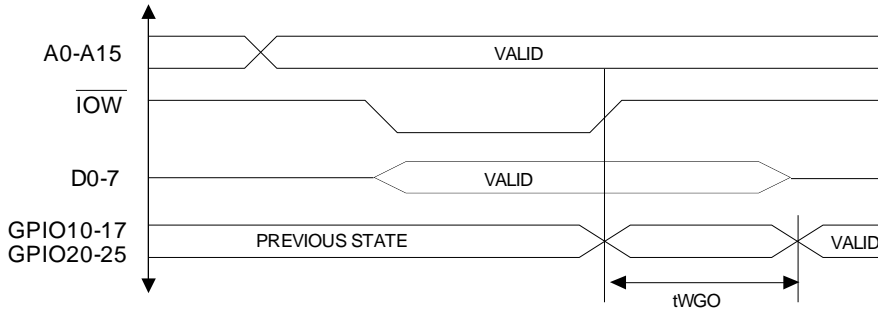 A0-A15 VALID
IOW
D0-7 VALID
GPIO10-17
GPIO20-25
PREVIOUS STATE VALID
tWGO